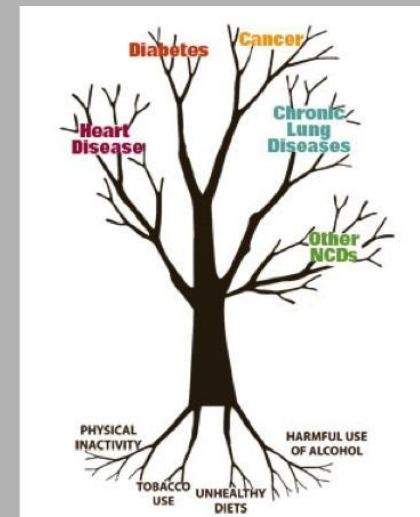 Diabetes
Cancer
Heart
Disease
Chronic
Lung
Diseases
Other
NCDs
PHYSICAL
INACTIVITY
HARMFUL USE
OF ALCOHOL
TOBACCO
USE
UNHEALTHY
DIETS